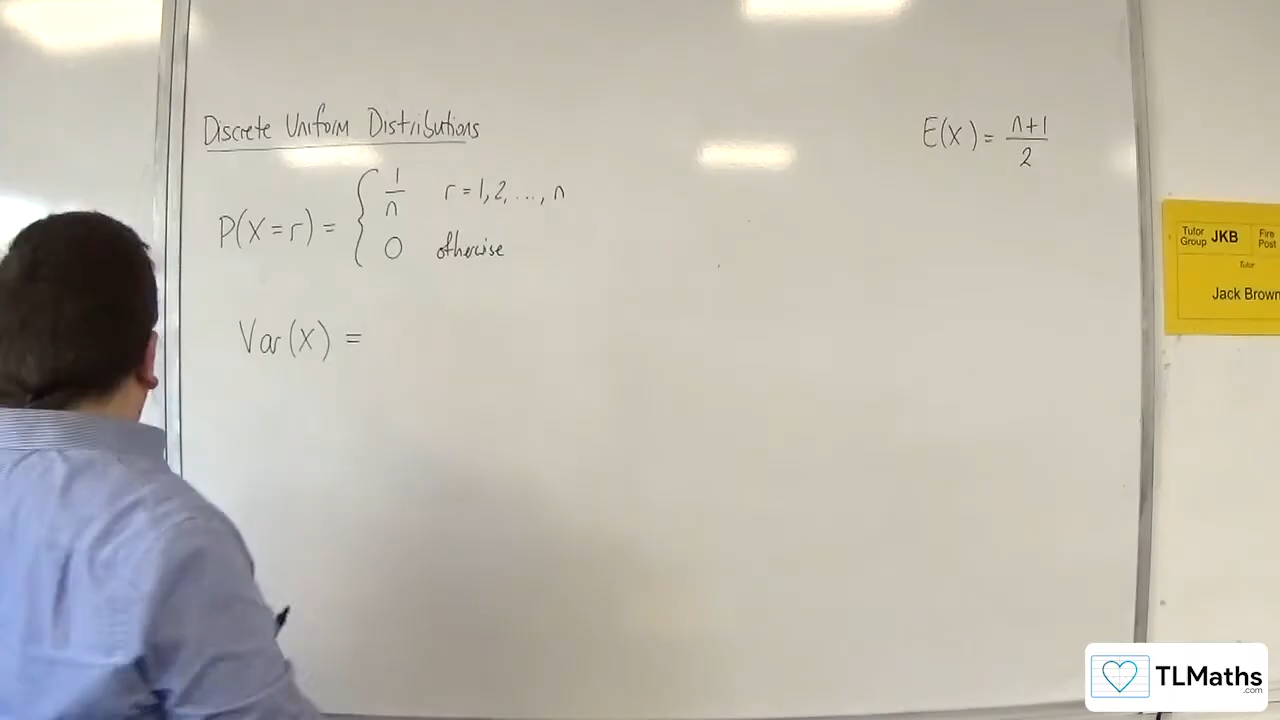 Discrete Uniform Distributions
E(X) = n+1/2
P(X=r) = { 1/n r = 1, 2, ..., n
0 otherwise
Var(X) =
Tutor Group JKB Fire Post
Tutor
Jack Brown
TLMaths
.com